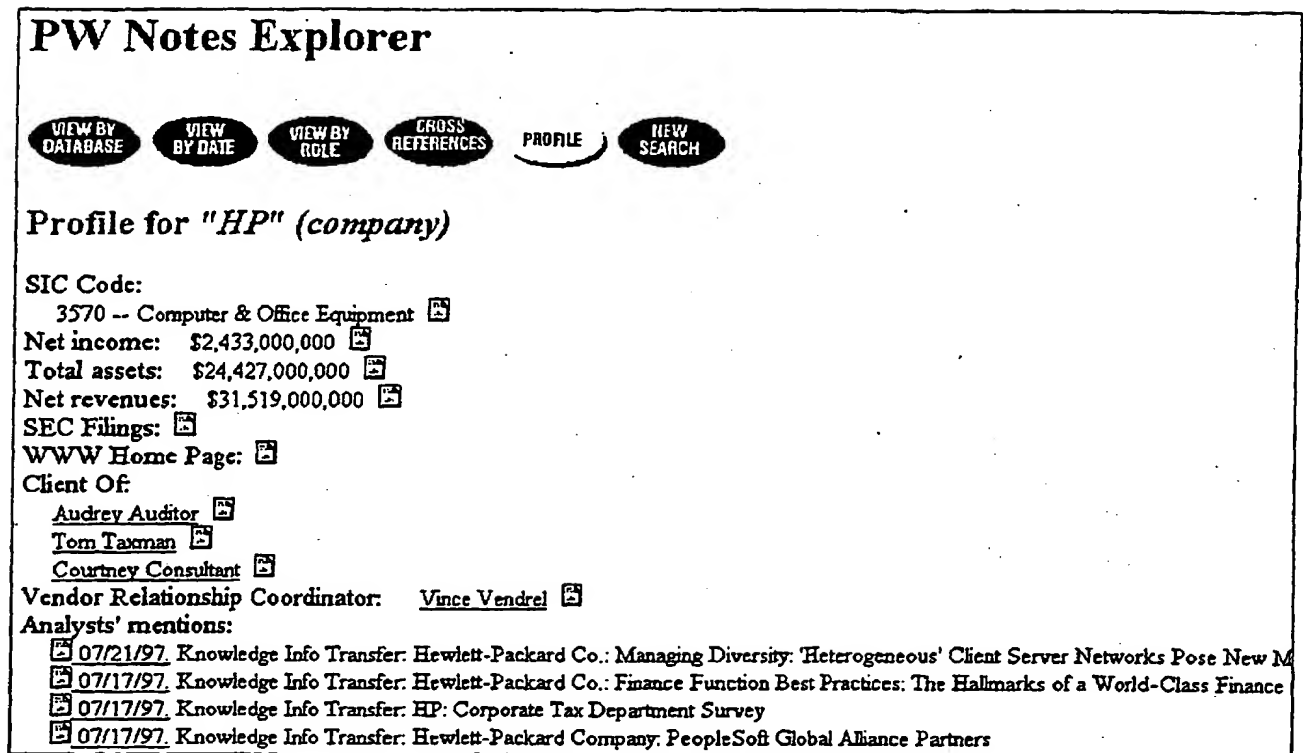 PW Notes Explorer
VIEW BY DATABASE
VIEW BY DATE
VIEW BY ROLE
CROSS REFERENCES
PROFILE
NEW SEARCH
Profile for "HP" (company)
SIC Code:
3570 -- Computer & Office Equipment
Net income: $2,433,000,000
Total assets: $24,427,000,000
Net revenues: $31,519,000,000
SEC Filings:
WWW Home Page:
Client Of:
Audrey Auditor
Tom Taxman
Courtney Consultant
Vendor Relationship Coordinator: Vince Vendrel
Analysts' mentions:
07/21/97. Knowledge Info Transfer: Hewlett-Packard Co.: Managing Diversity: 'Heterogeneous' Client Server Networks Pose New M
07/17/97. Knowledge Info Transfer: Hewlett-Packard Co.: Finance Function Best Practices: The Hallmarks of a World-Class Finance
07/17/97. Knowledge Info Transfer: HP: Corporate Tax Department Survey
07/17/97. Knowledge Info Transfer: Hewlett-Packard Company: PeopleSoft Global Alliance Partners